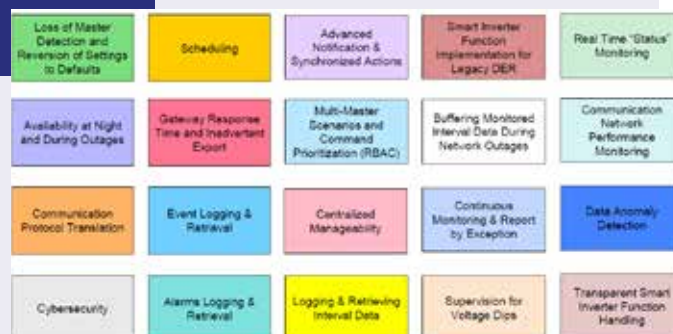 Loss of Master
Detection and
Reversion of Settings
to Defaults
Scheduling
Advanced
Notification &
Synchronized Actions
Smart Inverter
Function
Implementation for
Legacy DER
Real Time "Status"
Monitoring
Availability at Night
and During Outages
Gateway Response
Time and Inadvertent
Export
Multi-Master
Scenarios and
Command
Prioritization (RBAC)
Buffering Monitored
Interval Data During
Network Outages
Communication
Network
Performance
Monitoring
Communication
Protocol Translation
Event Logging &
Retrieval
Centralized
Manageability
Continuous
Monitoring & Report
by Exception
Data Anomaly
Detection
Cybersecurity
Alarms Logging &
Retrieval
Logging & Retrieving
Interval Data
Supervision for
Voltage Dips
Transparent Smart
Inverter Function
Handling